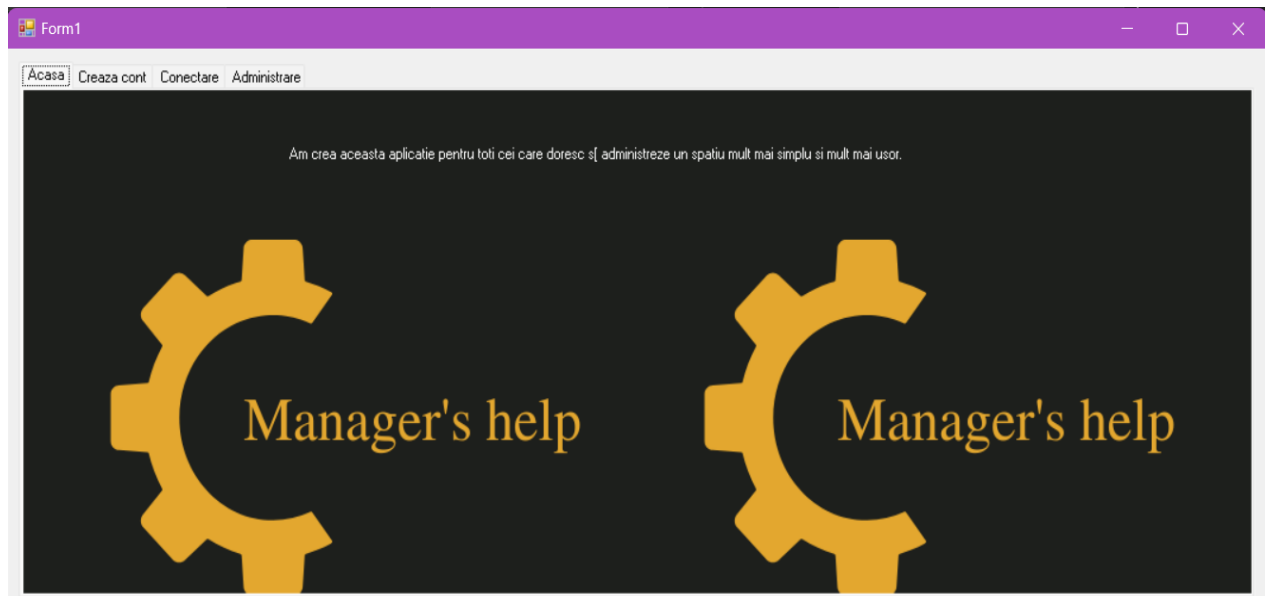 Form1
Acasa Creaza cont Conectare Administrare
Am crea aceasta aplicatie pentru toti cei care doresc s[ administreze un spatiu mult mai simplu si mult mai usor.
Manager's help Manager's help